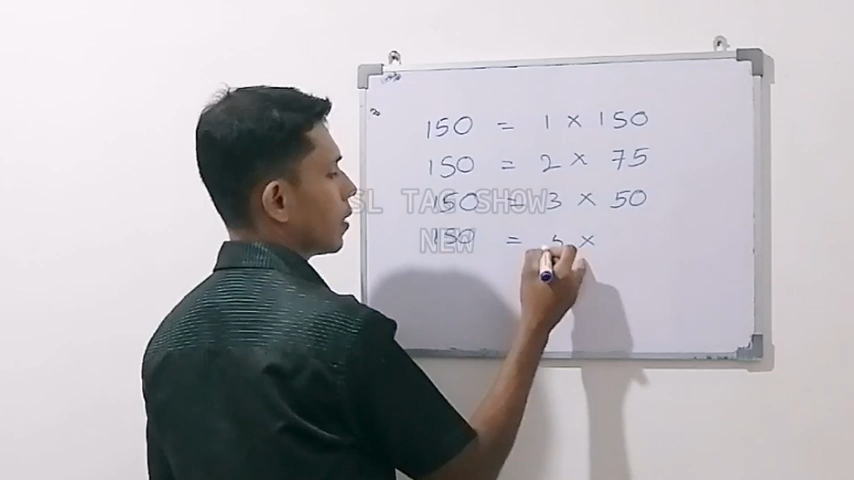 150 = 1 × 150
150 = 2 × 75
150 = 3 × 50
150 = 5 ×
SL TAG SHOW
NEW